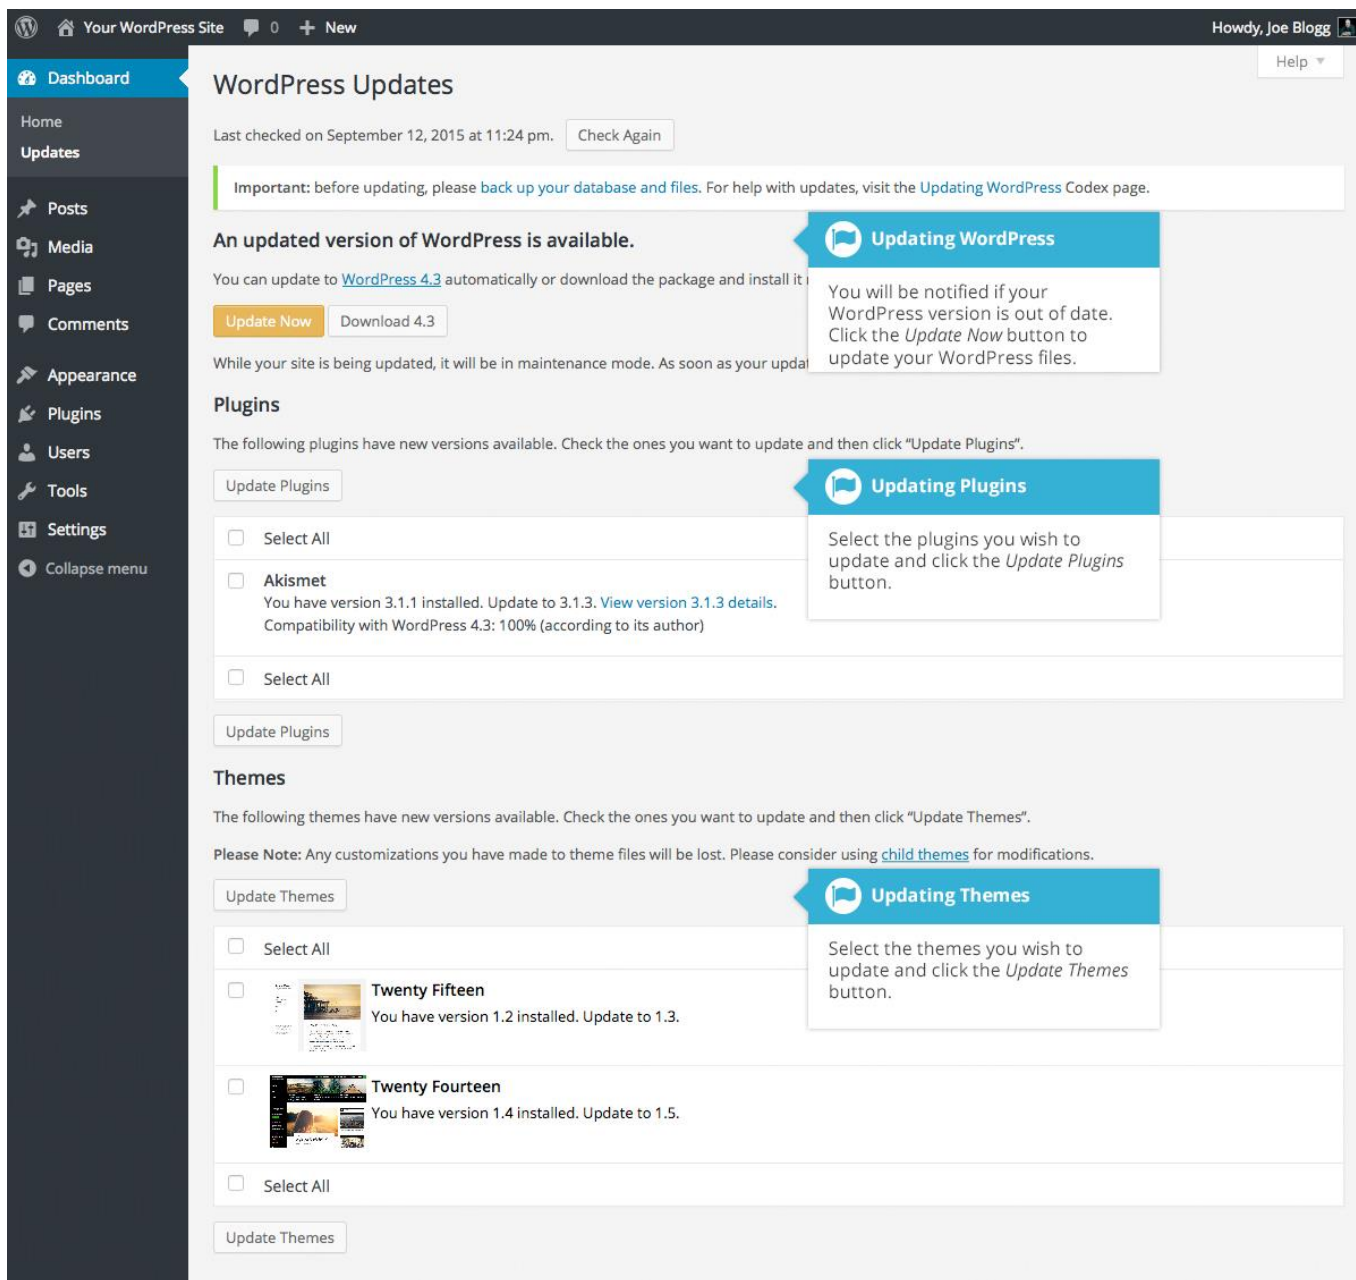 Your WordPress Site 0 New Howdy, Joe Blogg
Help
Dashboard
Home
Updates
Posts
Media
Pages
Comments
Appearance
Plugins
Users
Tools
Settings
Collapse menu
WordPress Updates
Last checked on September 12, 2015 at 11:24 pm. Check Again
Important: before updating, please back up your database and files. For help with updates, visit the Updating WordPress Codex page.
An updated version of WordPress is available.
You can update to WordPress 4.3 automatically or download the package and install it
Update Now Download 4.3
While your site is being updated, it will be in maintenance mode. As soon as your
Updating WordPress
You will be notified if your
WordPress version is out of date.
Click the Update Now button to
update your WordPress files.
Plugins
The following plugins have new versions available. Check the ones you want to update and then click “Update Plugins”.
Update Plugins
Updating Plugins
Select the plugins you wish to
update and click the Update Plugins
button.
Select All
Akismet
You have version 3.1.1 installed. Update to 3.1.3. View version 3.1.3 details.
Compatibility with WordPress 4.3: 100% (according to its author)
Select All
Update Plugins
Themes
The following themes have new versions available. Check the ones you want to update and then click “Update Themes”.
Please Note: Any customizations you have made to theme files will be lost. Please consider using child themes for modifications.
Update Themes
Updating Themes
Select the themes you wish to
update and click the Update Themes
button.
Select All
Twenty Fifteen
You have version 1.2 installed. Update to 1.3.
Twenty Fourteen
You have version 1.4 installed. Update to 1.5.
Select All
Update Themes